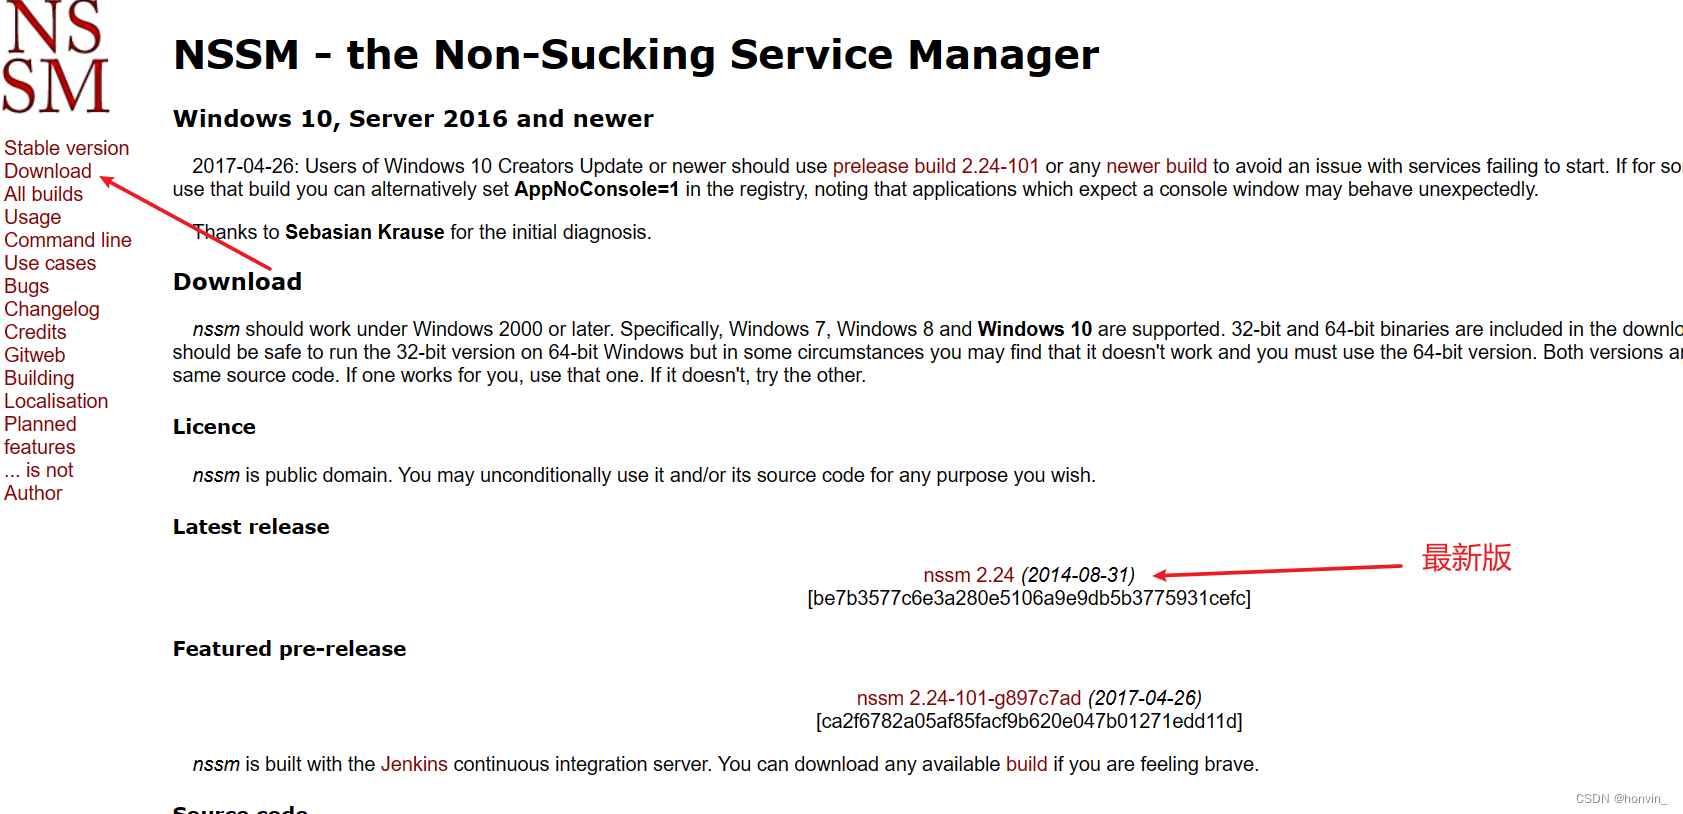 NS
SM
NSSM - the Non-Sucking Service Manager
Windows 10, Server 2016 and newer
Stable version
Download
All builds
Usage
Command line
Use cases
Bugs
Changelog
Credits
Gitweb
Building
Localisation
Planned
features
... is not
Author
2017-04-26: Users of Windows 10 Creators Update or newer should use prelease build 2.24-101 or any newer build to avoid an issue with services failing to start. If for so
use that build you can alternatively set AppNoConsole=1 in the registry, noting that applications which expect a console window may behave unexpectedly.
Thanks to Sebasian Krause for the initial diagnosis.
Download
nssm should work under Windows 2000 or later. Specifically, Windows 7, Windows 8 and Windows 10 are supported. 32-bit and 64-bit binaries are included in the downlo
should be safe to run the 32-bit version on 64-bit Windows but in some circumstances you may find that it doesn't work and you must use the 64-bit version. Both versions ar
same source code. If one works for you, use that one. If it doesn't, try the other.
Licence
nssm is public domain. You may unconditionally use it and/or its source code for any purpose you wish.
Latest release
nssm 2.24 (2014-08-31)
最新版
[be7b3577c6e3a280e5106a9e9db5b3775931cefc]
Featured pre-release
nssm 2.24-101-g897c7ad (2017-04-26)
[ca2f6782a05af85facf9b620e047b01271edd11d]
nssm is built with the Jenkins continuous integration server. You can download any available build if you are feeling brave.
Source code
CSDN @honvin_